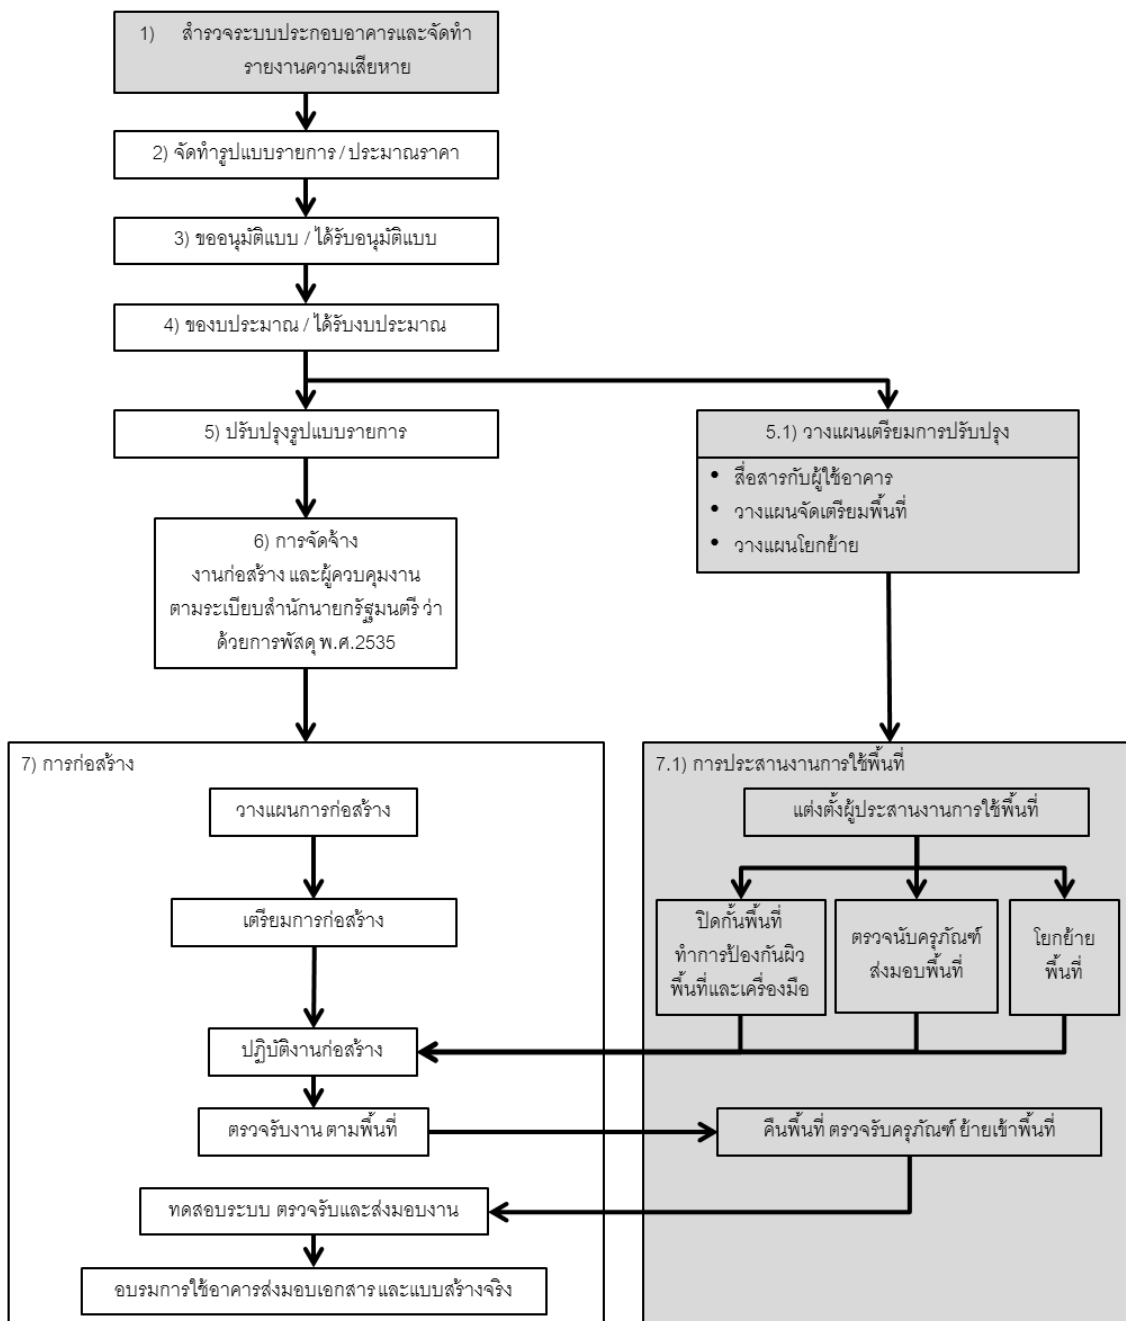 1) สำรวจระบบประกอบอาคารและจัดทำ
รายงานความเสียหาย
2) จัดทำรูปแบบรายการ / ประมาณราคา
3) ขออนุมัติแบบ / ได้รับอนุมัติแบบ
4) ของบประมาณ / ได้รับงบประมาณ
5) ปรับปรุงรูปแบบรายการ
5.1) วางแผนเตรียมการปรับปรุง
• สื่อสารกับผู้ใช้อาคาร
• วางแผนจัดเตรียมพื้นที่
• วางแผนโยกย้าย
6) การจัดจ้าง
งานก่อสร้าง และผู้ควบคุมงาน
ตามระเบียบสำนักนายกรัฐมนตรี ว่า
ด้วยการพัสดุ พ.ศ.2535
7) การก่อสร้าง
วางแผนการก่อสร้าง
เตรียมการก่อสร้าง
ปฏิบัติงานก่อสร้าง
ตรวจรับงาน ตามพื้นที่
ทดสอบระบบ ตรวจรับและส่งมอบงาน
อบรมการใช้อาคารส่งมอบเอกสาร และแบบสร้างจริง
7.1) การประสานงานการใช้พื้นที่
แต่งตั้งผู้ประสานงานการใช้พื้นที่
ปิดกั้นพื้นที่
ทำการป้องกันผิว
พื้นที่และเครื่องมือ
ตรวจนับครุภัณฑ์
ส่งมอบพื้นที่
โยกย้าย
พื้นที่
คืนพื้นที่ ตรวจรับครุภัณฑ์ ย้ายเข้าพื้นที่